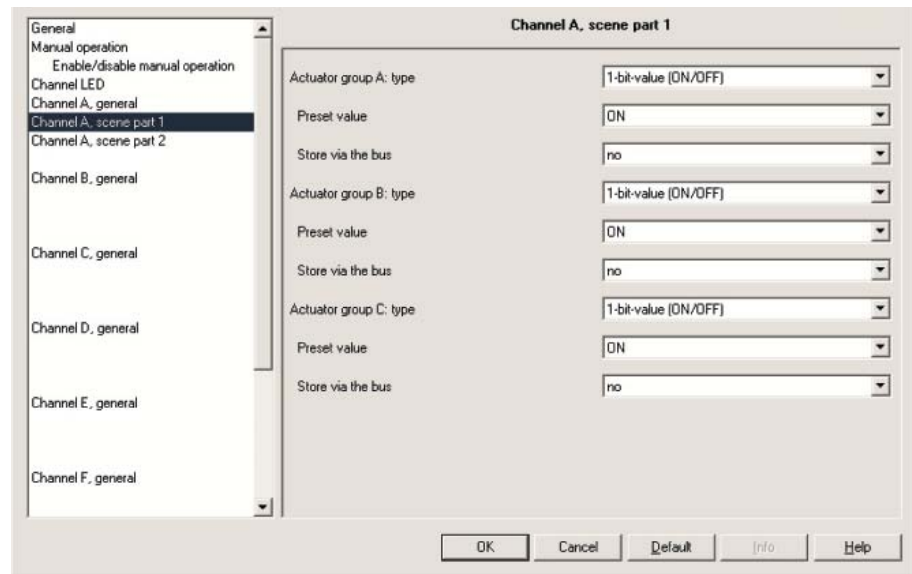 General
Manual operation
Enable/disable manual operation
Channel LED
Channel A, general
Channel A, scene part 1
Channel A, scene part 2
Channel B, general
Channel C, general
Channel D, general
Channel E, general
Channel F, general
Channel A, scene part 1
Actuator group A: type 1-bit-value (ON/OFF)
Preset value ON
Store via the bus no
Actuator group B: type 1-bit-value (ON/OFF)
Preset value ON
Store via the bus no
Actuator group C: type 1-bit-value (ON/OFF)
Preset value ON
Store via the bus no
OK Cancel Default Info Help